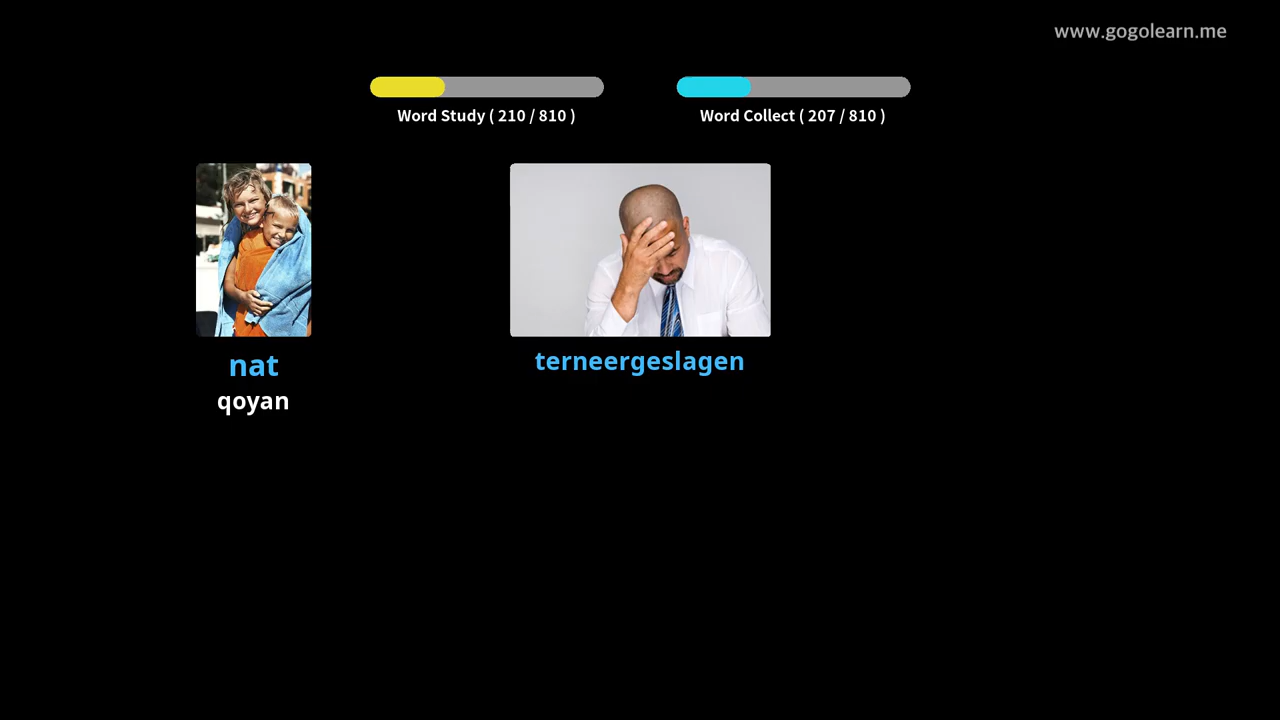 www.gogolearn.me
Word Study ( 210 / 810 )
Word Collect ( 207 / 810 )
nat
qoyan
terneergeslagen